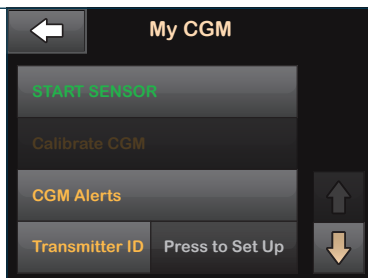 My CGM
START SENSOR
Calibrate CGM
CGM Alerts
Transmitter ID Press to Set Up